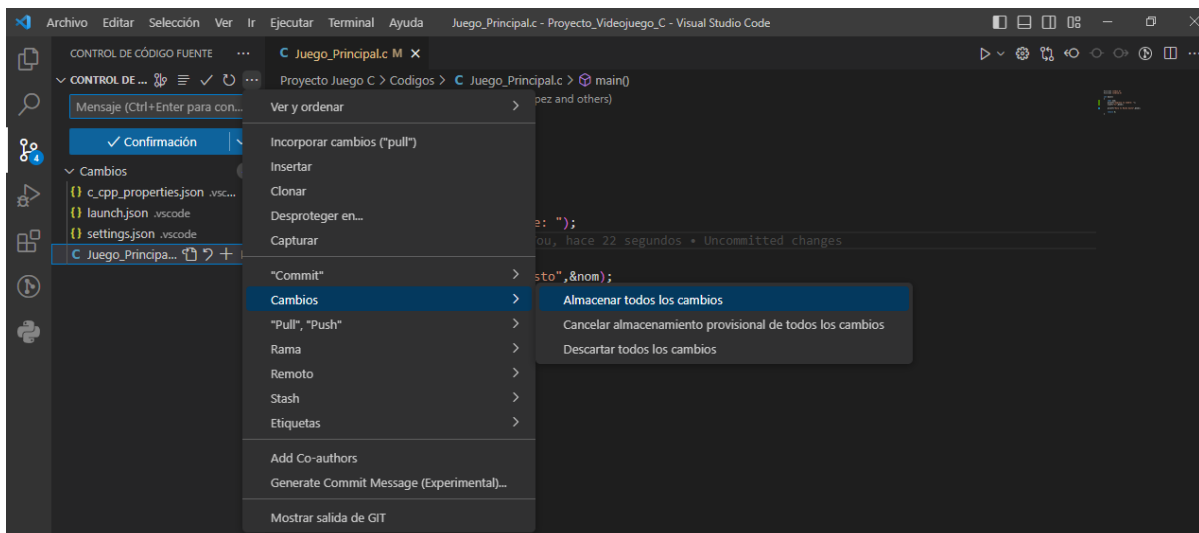 Archivo Editar Selección Ver Ir Ejecutar Terminal Ayuda Juego_Principal.c - Proyecto_Videojuego_C - Visual Studio Code
CONTROL DE CÓDIGO FUENTE ...
C Juego_Principal.c M
CONTROL DE ...
Proyecto Juego C > Codigos > C Juego_Principal.c > main()
Mensaje (Ctrl+Enter para con...
pez and others)
Confirmación
Cambios
{} c_cpp_properties.json .vsc...
{} launch.json .vscode
{} settings.json .vscode
C Juego_Principa...
4
Ver y ordenar
Incorporar cambios ("pull")
Insertar
Clonar
Desproteger en...
Capturar
"Commit"
Cambios
"Pull", "Push"
Rama
Remoto
Stash
Etiquetas
Add Co-authors
Generate Commit Message (Experimental)...
Mostrar salida de GIT
e: ");
ou, hace 22 segundos • Uncommitted changes
sto",&nom);
Almacenar todos los cambios
Cancelar almacenamiento provisional de todos los cambios
Descartar todos los cambios